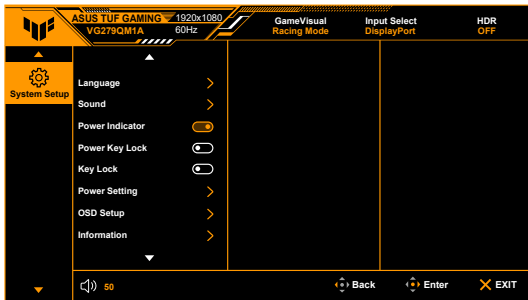 ASUS TUF GAMING
VG279QM1A
1920x1080
60Hz
GameVisual
Racing Mode
Input Select
DisplayPort
HDR
OFF
System Setup
Language
Sound
Power Indicator
Power Key Lock
Key Lock
Power Setting
OSD Setup
Information
50
Back
Enter
EXIT